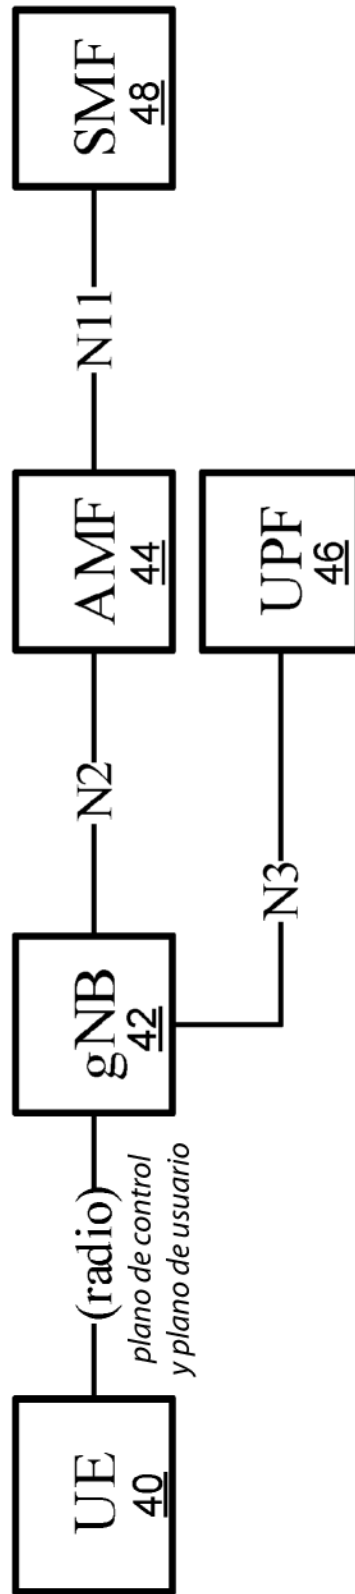 UE
40
(radio)
plano de control
y plano de usuario
gNB
42
N2
AMF
44
N11
SMF
48
N3
UPF
46